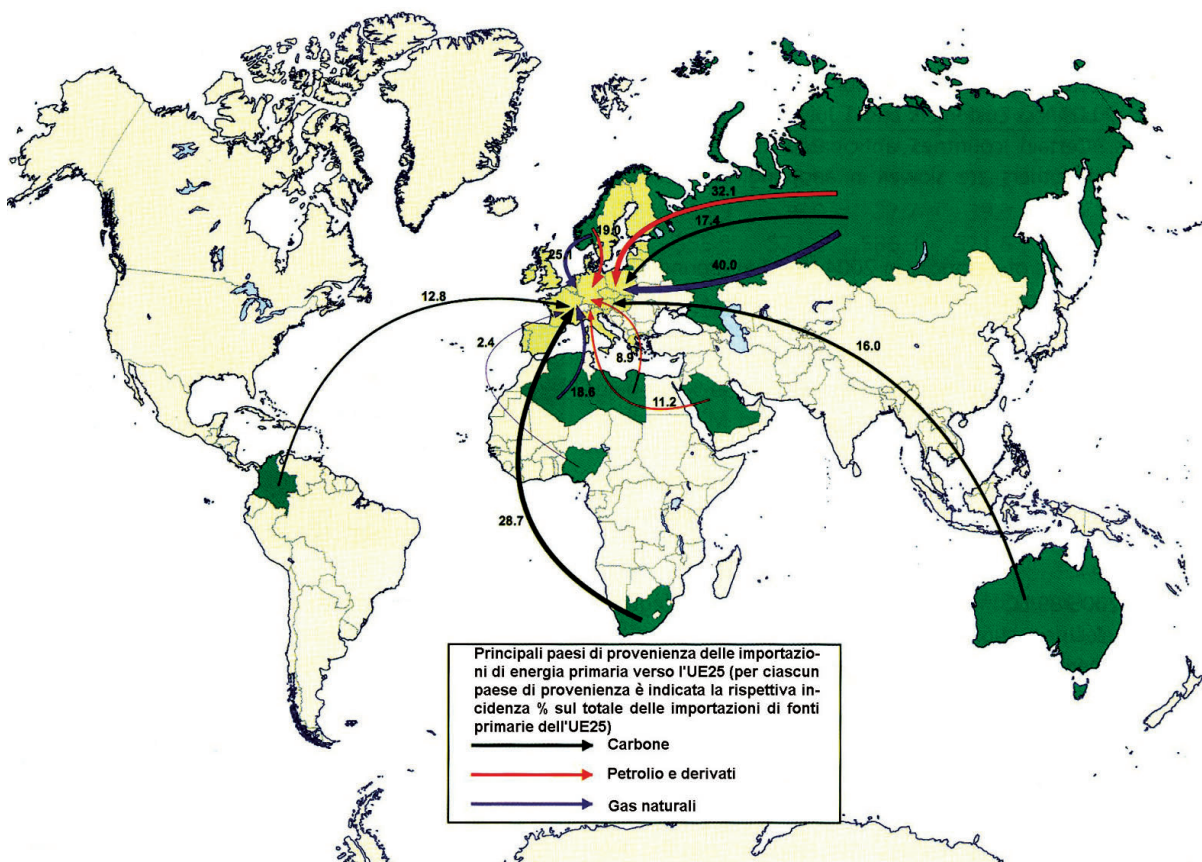 32.1
19.0
17.4
25.1
40.0
12.8
16.0
2.4
8.9
18.6
11.2
28.7
Principali paesi di provenienza delle importazio-
ni di energia primaria verso l'UE25 (per ciascun
paese di provenienza è indicata la rispettiva in-
cidenza % sul totale delle importazioni di fonti
primarie dell'UE25)
Carbone
Petrolio e derivati
Gas naturali